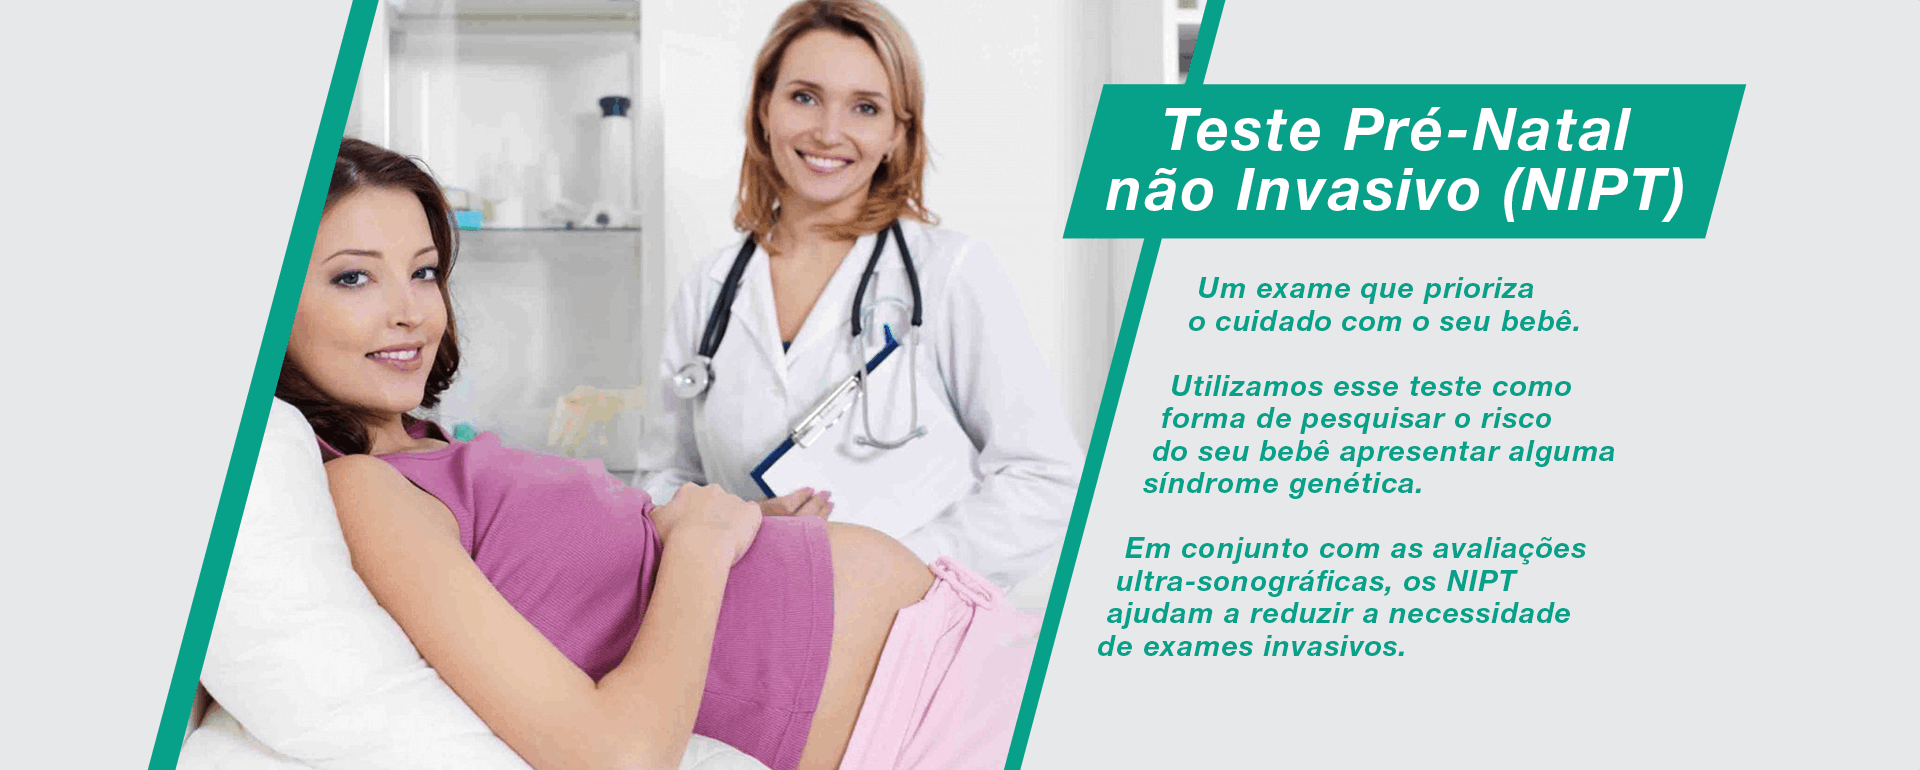 Teste Pré-Natal
não Invasivo (NIPT)
Um exame que prioriza
o cuidado com o seu bebê.
Utilizamos esse teste como
forma de pesquisar o risco
do seu bebê apresentar alguma
síndrome genética.
Em conjunto com as avaliações
ultra-sonográficas, os NIPT
ajudam a reduzir a necessidade
de exames invasivos.